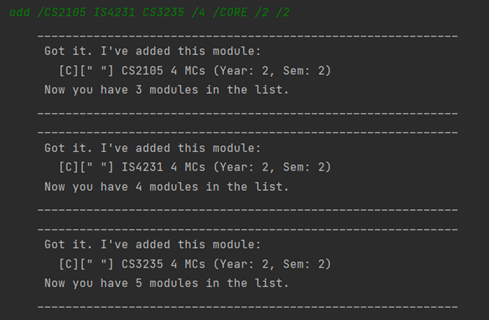 add /CS2105 IS4231 CS3235 /4 /CORE /2 /2
____________________________________________________________
Got it. I've added this module:
[C][" "] CS2105 4 MCs (Year: 2, Sem: 2)
Now you have 3 modules in the list.
____________________________________________________________
____________________________________________________________
Got it. I've added this module:
[C][" "] IS4231 4 MCs (Year: 2, Sem: 2)
Now you have 4 modules in the list.
____________________________________________________________
____________________________________________________________
Got it. I've added this module:
[C][" "] CS3235 4 MCs (Year: 2, Sem: 2)
Now you have 5 modules in the list.
____________________________________________________________